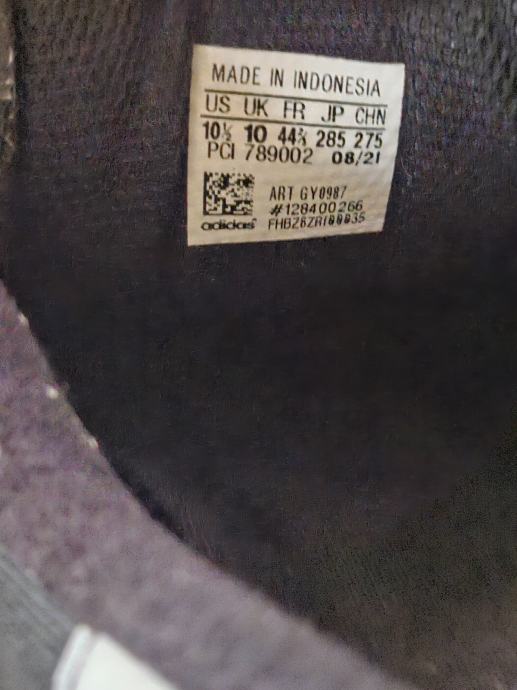 MADE IN INDONESIA
US UK FR JP CHN
10½ 10 44⅔ 285 275
PCI 789002 08/21
ART GY0987
#128400266
adidas